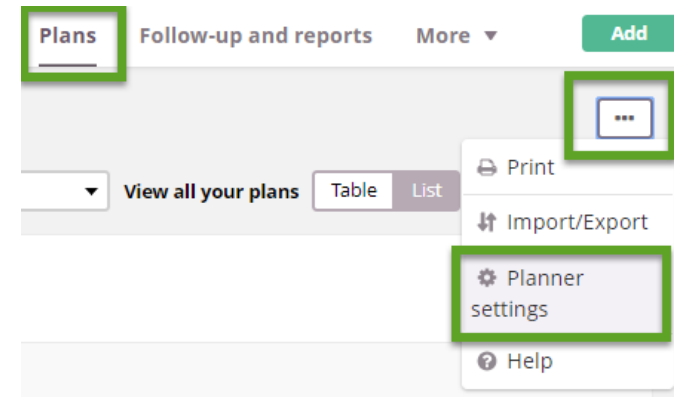 Plans Follow-up and reports More Add
...
Print
View all your plans Table List
Import/Export
Planner
settings
Help